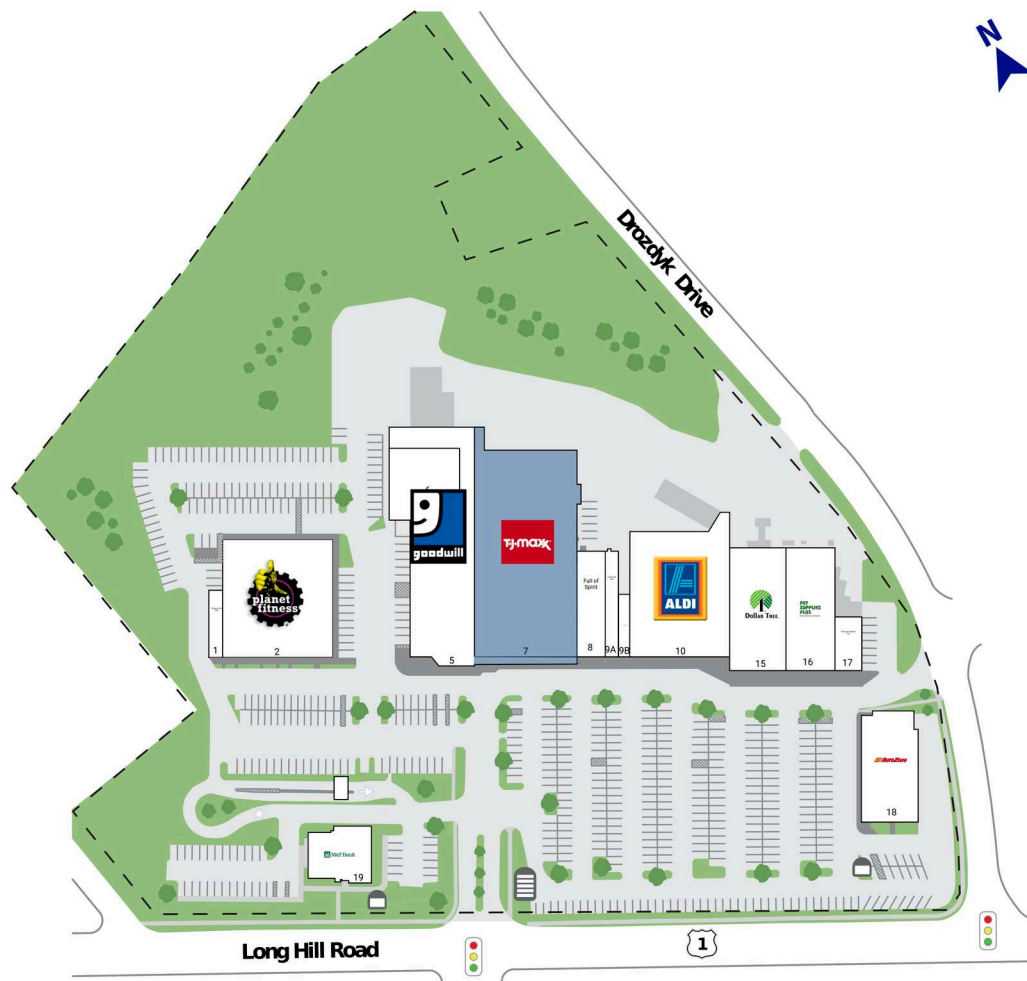 N
Drozdyk Drive
6
goodwill
T.J.maxx
planet
fitness
Full of
Spirit
ALDI
DOLLAR TREE
PET
SUPPLIES
PLUS
1
2
5
7
8
9A
9B
10
15
16
17
AutoZone
18
M&T Bank
19
Long Hill Road
1